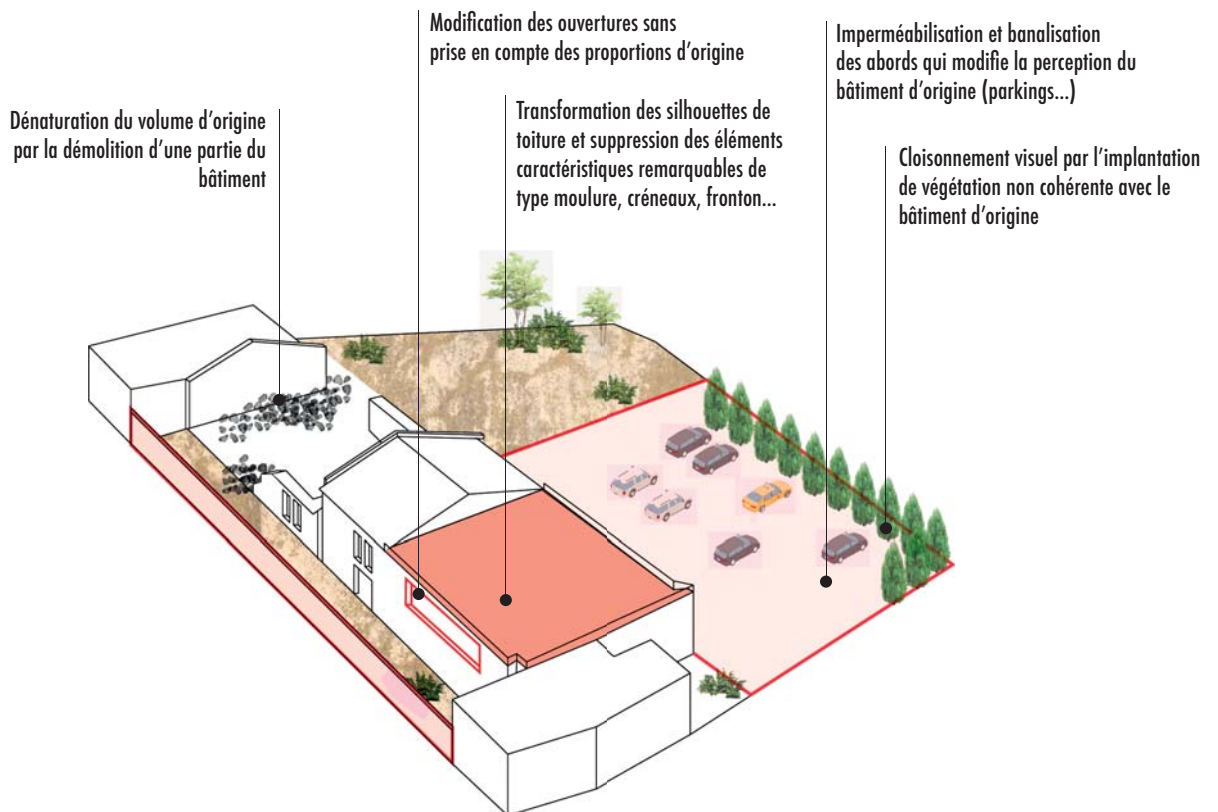 Modification des ouvertures sans
prise en compte des proportions d’origine
Imperméabilisation et banalisation
des abords qui modifie la perception du
bâtiment d’origine (parkings...)
Dénaturation du volume d’origine
par la démolition d’une partie du
bâtiment
Transformation des silhouettes de
toiture et suppression des éléments
caractéristiques remarquables de
type moulure, créneaux, fronton...
Cloisonnement visuel par l’implantation
de végétation non cohérente avec le
bâtiment d’origine